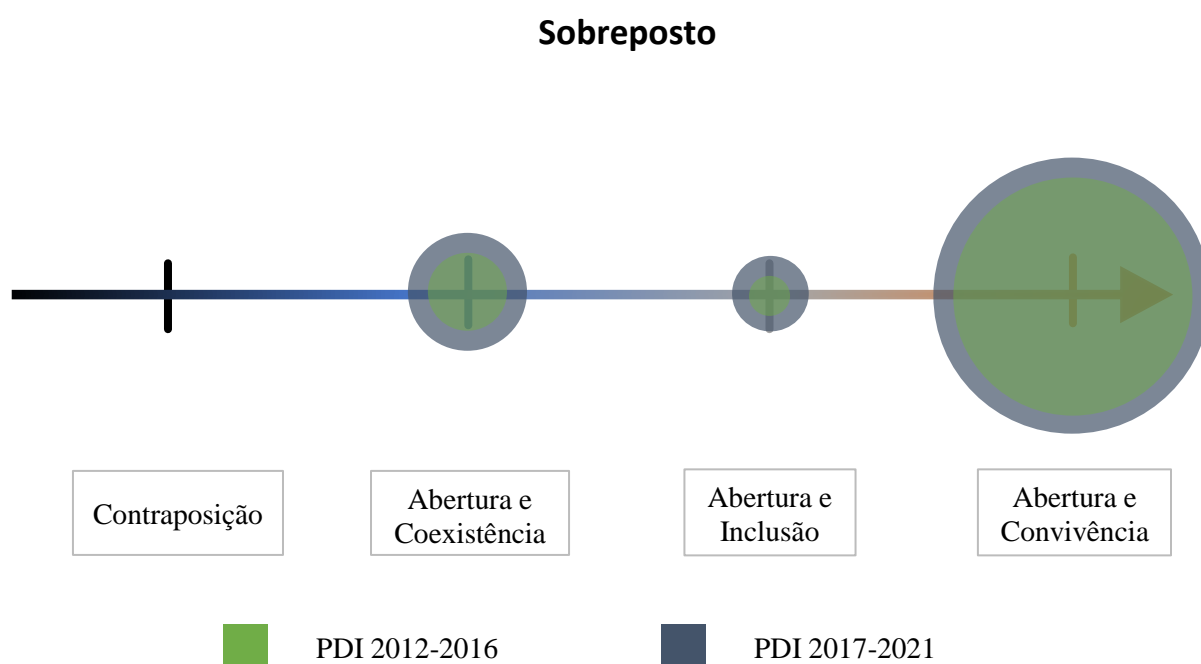 Sobreposto
Contraposição
Abertura e
Coexistência
Abertura e
Inclusão
Abertura e
Convivência
PDI 2012-2016
PDI 2017-2021